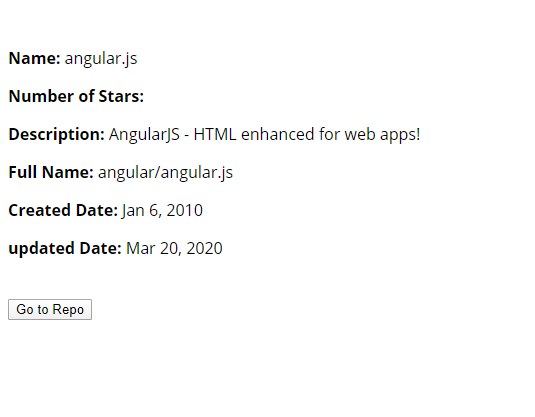 Name: angular.js
Number of Stars:
Description: AngularJS - HTML enhanced for web apps!
Full Name: angular/angular.js
Created Date: Jan 6, 2010
updated Date: Mar 20, 2020
Go to Repo